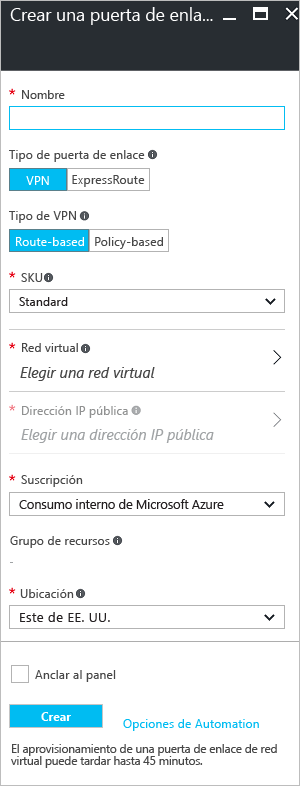 Crear una puerta de enla...
* Nombre
Tipo de puerta de enlace
VPN ExpressRoute
Tipo de VPN
Route-based Policy-based
* SKU
Standard
* Red virtual
Elegir una red virtual
* Dirección IP pública
Elegir una dirección IP pública
* Suscripción
Consumo interno de Microsoft Azure
Grupo de recursos
-
* Ubicación
Este de EE. UU.
Anclar al panel
Crear Opciones de Automation
El aprovisionamiento de una puerta de enlace de red
virtual puede tardar hasta 45 minutos.